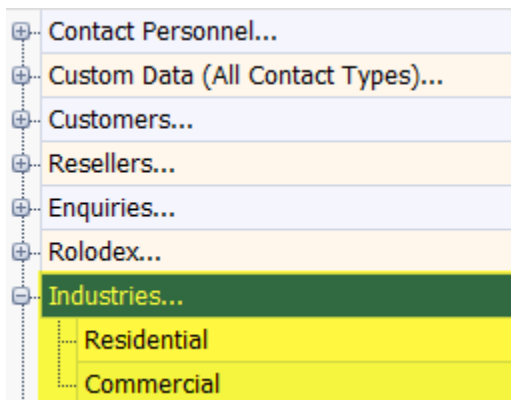 Contact Personnel...
Custom Data (All Contact Types)...
Customers...
Resellers...
Enquiries...
Rolodex...
Industries...
Residential
Commercial